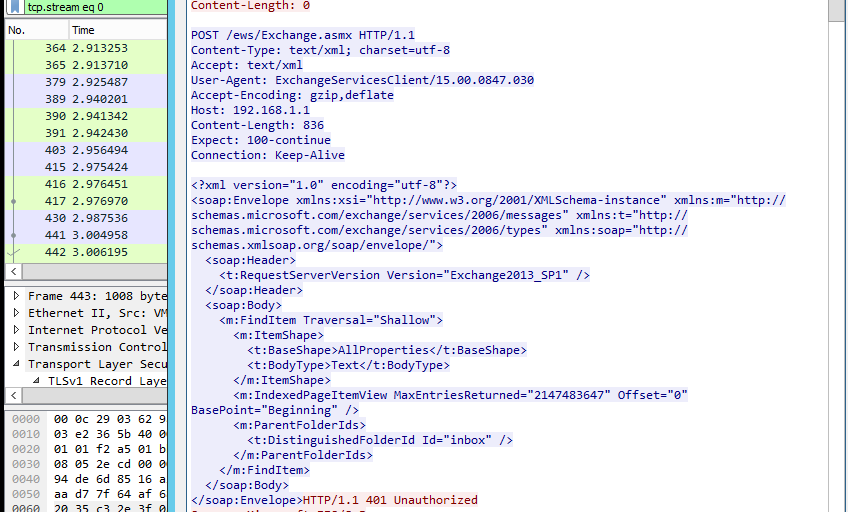 tcp.stream eq 0
No. Time
364 2.913253
365 2.913710
379 2.925487
389 2.940201
390 2.941342
391 2.942430
403 2.956494
415 2.975424
416 2.976451
417 2.976970
430 2.987536
441 3.004958
442 3.006195
Frame 443: 1008 byte
Ethernet II, Src: VM
Internet Protocol Ve
Transmission Control
Transport Layer Secu
TLSv1 Record Laye
0000 00 0c 29 03 62 9
0010 03 e2 36 5b 40 00
0020 01 01 f2 a5 01 b
0030 08 05 2e cd 00 00
0040 94 de 6d 85 16 a
0050 aa d7 7f 64 af 6
0060 20 35 c3 2e 3f 0
Content-Length: 0
POST /ews/Exchange.asmx HTTP/1.1
Content-Type: text/xml; charset=utf-8
Accept: text/xml
User-Agent: ExchangeServicesClient/15.00.0847.030
Accept-Encoding: gzip,deflate
Host: 192.168.1.1
Content-Length: 836
Expect: 100-continue
Connection: Keep-Alive
<?xml version="1.0" encoding="utf-8"?>
<soap:Envelope xmlns:xsi="http://www.w3.org/2001/XMLSchema-instance" xmlns:m="http://
schemas.microsoft.com/exchange/services/2006/messages" xmlns:t="http://
schemas.microsoft.com/exchange/services/2006/types" xmlns:soap="http://
schemas.xmlsoap.org/soap/envelope/">
<soap:Header>
<t:RequestServerVersion Version="Exchange2013_SP1" />
</soap:Header>
<soap:Body>
<m:FindItem Traversal="Shallow">
<m:ItemShape>
<t:BaseShape>AllProperties</t:BaseShape>
<t:BodyType>Text</t:BodyType>
</m:ItemShape>
<m:IndexedPageItemView MaxEntriesReturned="2147483647" Offset="0"
BasePoint="Beginning" />
<m:ParentFolderIds>
<t:DistinguishedFolderId Id="inbox" />
</m:ParentFolderIds>
</m:FindItem>
</soap:Body>
</soap:Envelope>HTTP/1.1 401 Unauthorized